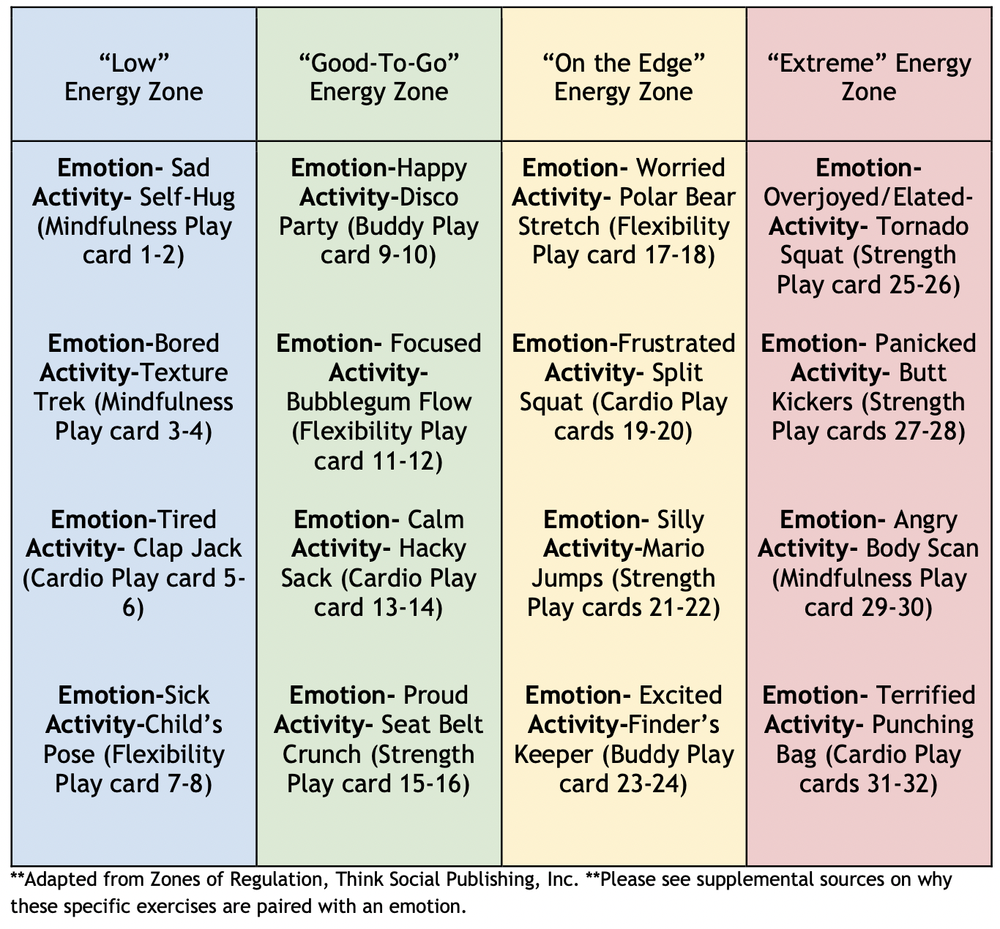 “Low”
Energy Zone
“Good-To-Go”
Energy Zone
“On the Edge”
Energy Zone
“Extreme” Energy
Zone
Emotion- Sad
Activity- Self-Hug
(Mindfulness Play
card 1-2)
Emotion-Bored
Activity-Texture
Trek (Mindfulness
Play card 3-4)
Emotion-Tired
Activity- Clap Jack
(Cardio Play card 5-
6)
Emotion-Sick
Activity-Child’s
Pose (Flexibility
Play card 7-8)
Emotion-Happy
Activity-Disco
Party (Buddy Play
card 9-10)
Emotion- Focused
Activity-
Bubblegum Flow
(Flexibility Play
card 11-12)
Emotion- Calm
Activity- Hacky
Sack (Cardio Play
card 13-14)
Emotion- Proud
Activity- Seat Belt
Crunch (Strength
Play card 15-16)
Emotion- Worried
Activity- Polar Bear
Stretch (Flexibility
Play card 17-18)
Emotion-Frustrated
Activity- Split
Squat (Cardio Play
cards 19-20)
Emotion- Silly
Activity-Mario
Jumps (Strength
Play cards 21-22)
Emotion- Excited
Activity-Finder’s
Keeper (Buddy Play
card 23-24)
Emotion-
Overjoyed/Elated-
Activity- Tornado
Squat (Strength
Play card 25-26)
Emotion- Panicked
Activity- Butt
Kickers (Strength
Play cards 27-28)
Emotion- Angry
Activity- Body Scan
(Mindfulness Play
card 29-30)
Emotion- Terrified
Activity- Punching
Bag (Cardio Play
cards 31-32)
**Adapted from Zones of Regulation, Think Social Publishing, Inc. **Please see supplemental sources on why
these specific exercises are paired with an emotion.